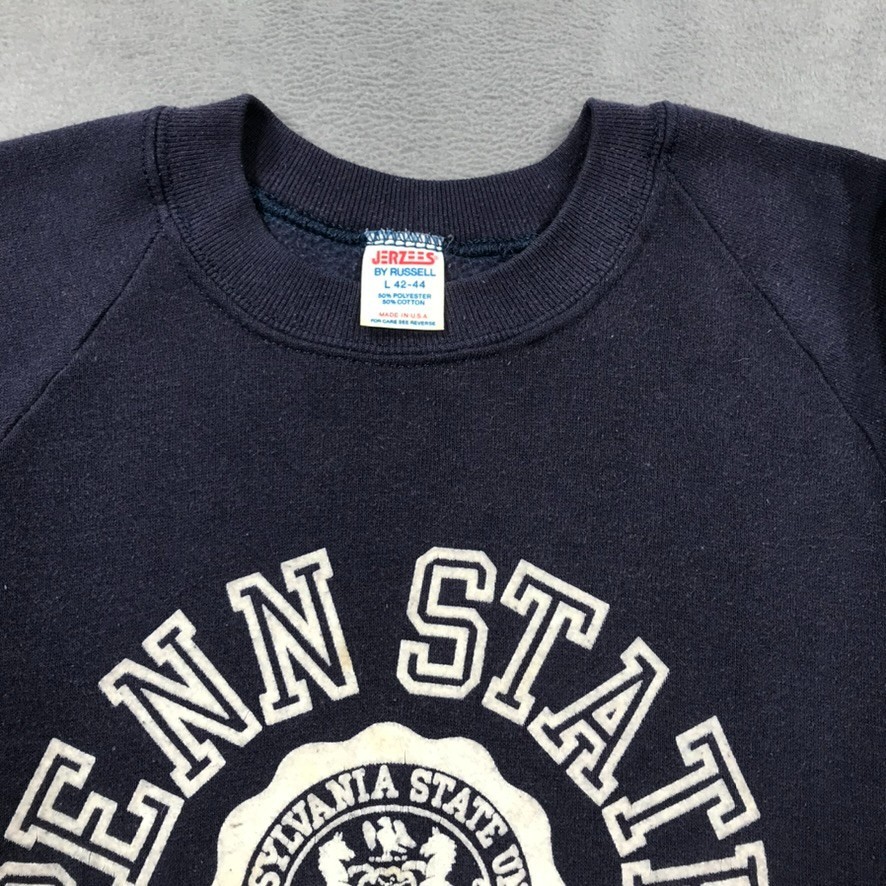 JERZEES
BY RUSSELL
L 42-44
50% POLYESTER
50% COTTON
MADE IN U.S.A.
FOR CARE SEE REVERSE
PENN STAT
SYLVANIA STATE UN